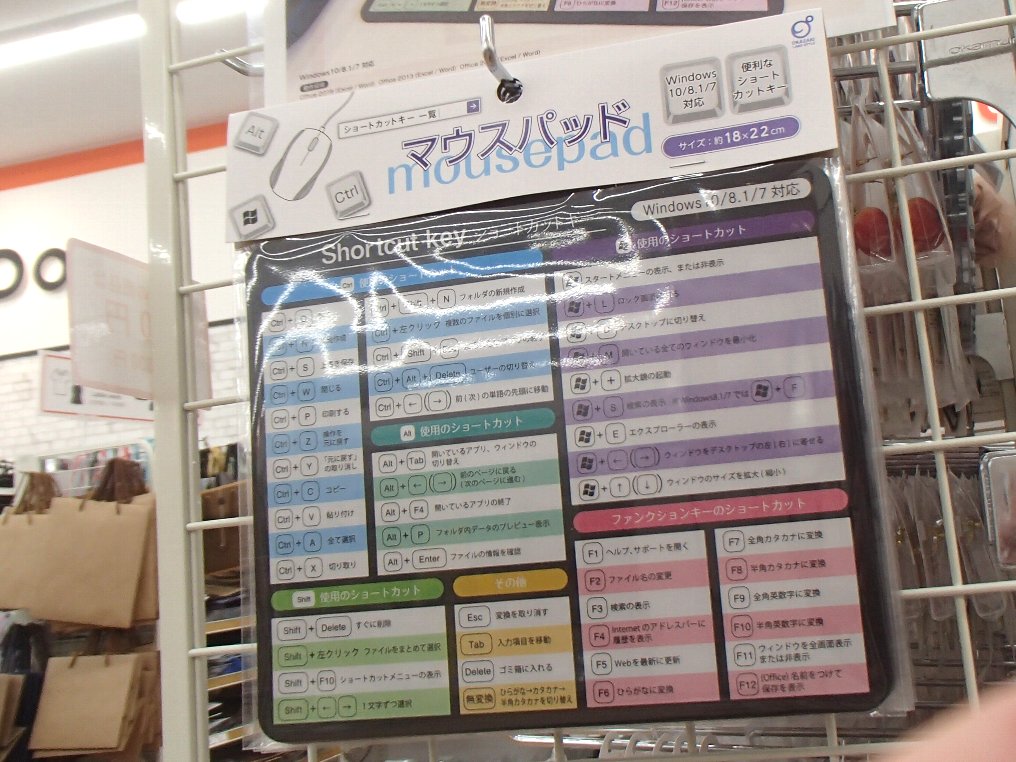 Windows10/8.1/7 対応
Alt
ショートカットキー 一覧
マウスパッド
mousepad
Windows
10/8.1/7
対応
便利な
ショート
カットキー
サイズ：約18×22cm
Ctrl
Shortcut key ショートカットキー
Windows10/8.1/7 対応
Ctrl + S
Ctrl + W 閉じる
Ctrl + P 印刷する
Ctrl + Z 操作を
元に戻す
Ctrl + Y 「元に戻す」
の取り消し
Ctrl + C コピー
Ctrl + V 貼り付け
Ctrl + A 全て選択
Ctrl + X 切り取り
+ N フォルダの新規作成
Ctrl + 左クリック 複数のファイルを個別に選択
Ctrl + Shift +
Ctrl + Alt + Delete ユーザーの切り替え
Ctrl + ← (→) 前(次)の単語の先頭に移動
Alt 使用のショートカット
Alt + Tab 開いているアプリ、ウィンドウの
切り替え
Alt + ← (→) 前のページに戻る
(次のページに進む)
Alt + F4 開いているアプリの終了
Alt + P フォルダ内データのプレビュー表示
Alt + Enter ファイルの情報を確認
使用のショートカット
スタートメニューの表示、または非表示
+ L ロック画面
+ D デスクトップに切り替え
+ M 開いている全てのウィンドウを最小化
+ + 拡大鏡の起動
+ S 検索の表示 ※Windows8.1/7では + F
+ E エクスプローラーの表示
+ ← (→) ウィンドウをデスクトップの左(右)に寄せる
+ ↑ (↓) ウィンドウのサイズを拡大(縮小)
Shift 使用のショートカット
Shift + Delete すぐに削除
Shift + 左クリック ファイルをまとめて選択
Shift + F10 ショートカットメニューの表示
Shift + ← → 1文字ずつ選択
その他
Esc 変換を取り消す
Tab 入力項目を移動
Delete ゴミ箱に入れる
無変換 ひらがな→カタカナ→
半角カタカナを切り替え
ファンクションキーのショートカット
F1 ヘルプ、サポートを開く
F2 ファイル名の変更
F3 検索の表示
F4 Internetのアドレスバーに
履歴を表示
F5 Webを最新に更新
F6 ひらがなに変換
F7 全角カタカナに変換
F8 半角カタカナに変換
F9 全角英数字に変換
F10 半角英数字に変換
F11 ウィンドウを全画面表示
または非表示
F12 (Office)名前をつけて
保存を表示